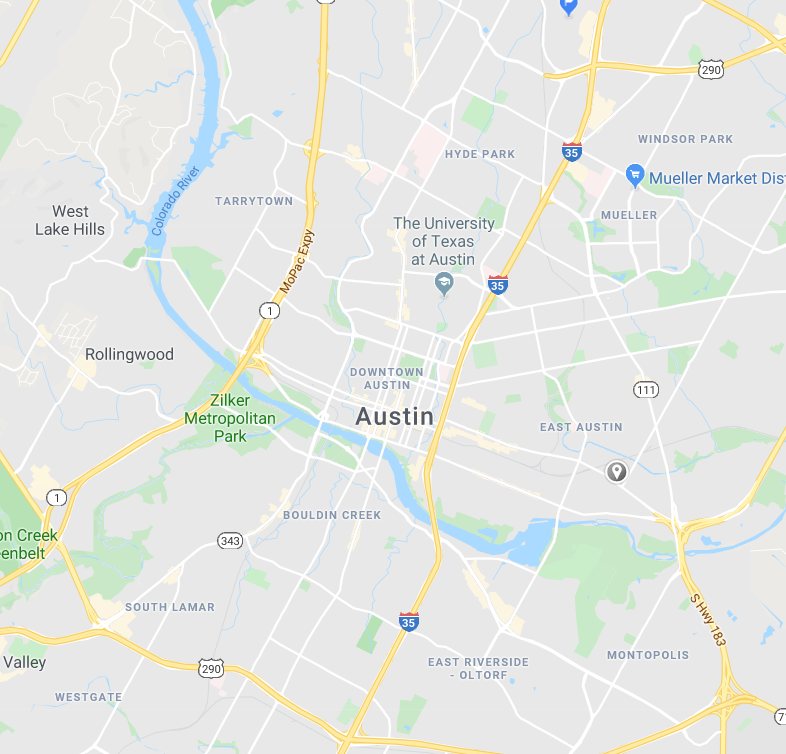 290
35
WINDSOR PARK
HYDE PARK
Mueller Market Dist
Colorado River
TARRYTOWN
West
Lake Hills
MUELLER
The University
of Texas
at Austin
MoPac Expy
35
1
Rollingwood
DOWNTOWN
AUSTIN
111
Zilker
Metropolitan
Park
Austin
EAST AUSTIN
1
BOULDIN CREEK
343
on Creek
enbelt
SOUTH LAMAR
35
S Hwy 183
Valley
290
EAST RIVERSIDE
- OLTORF
MONTOPOLIS
WESTGATE
71